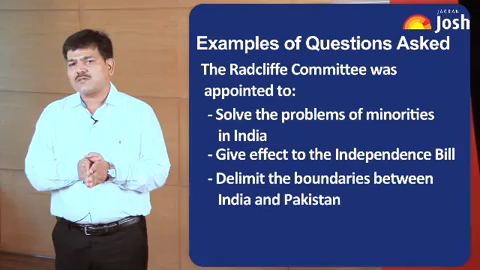 JAGRAN
Josh
Examples of Questions Asked
The Radcliffe Committee was
appointed to:
- Solve the problems of minorities
in India
- Give effect to the Independence Bill
- Delimit the boundaries between
India and Pakistan